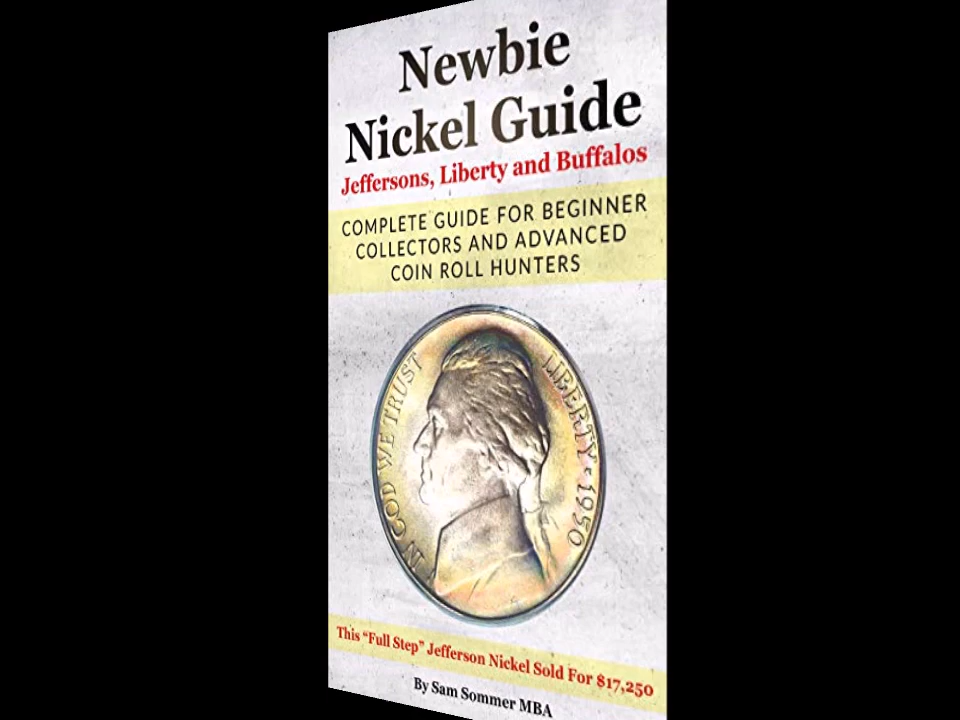 Newbie
Nickel Guide
Jeffersons, Liberty and Buffalos
COMPLETE GUIDE FOR BEGINNER
COLLECTORS AND ADVANCED
COIN ROLL HUNTERS
IN GOD WE TRUST
LIBERTY 1950
This “Full Step” Jefferson Nickel Sold For $17,250
By Sam Sommer MBA